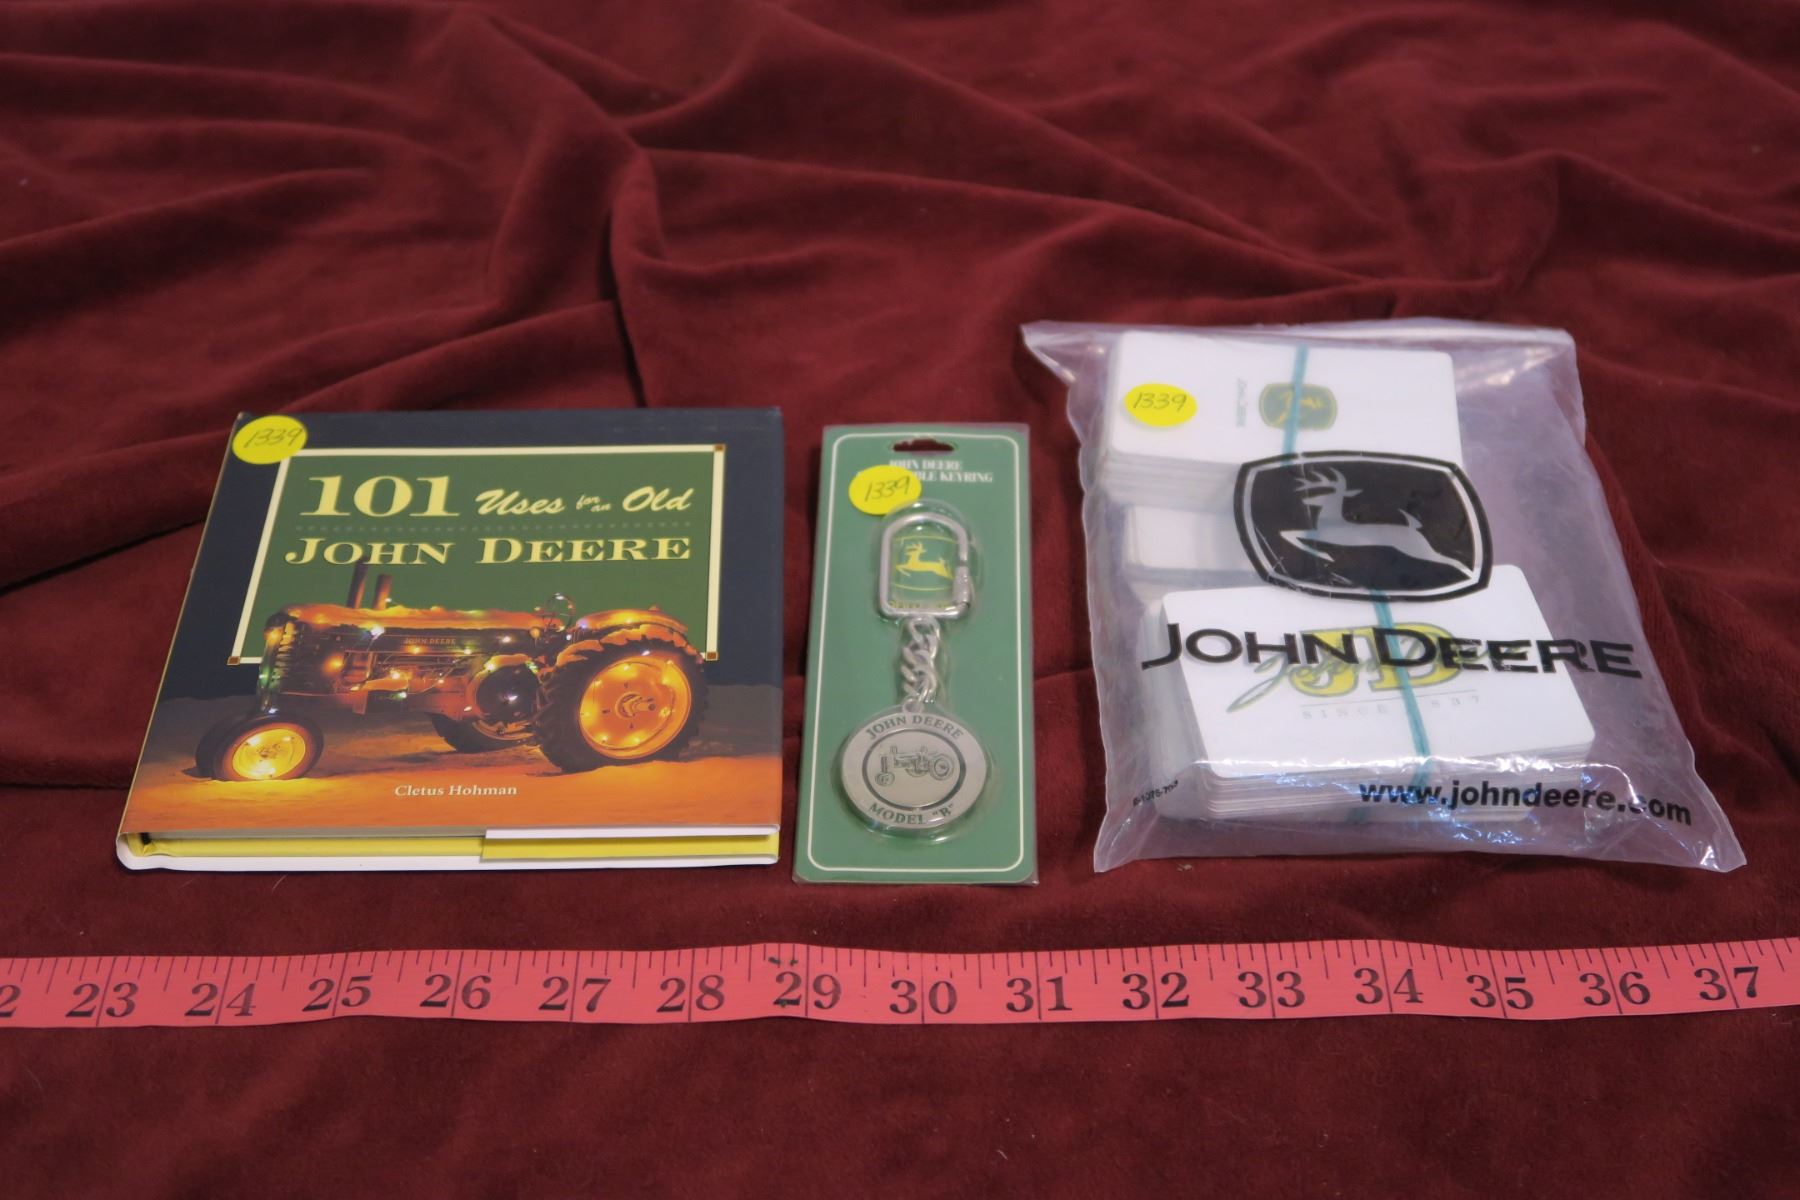 1339
101 Uses for an Old
JOHN DEERE
JOHN DEERE
Cletus Hohman
JOHN DEERE
KEYRING
1339
JOHN DEERE
MODEL "B"
1339
JOHN DEERE
SINCE 1837
www.johndeere.com
23 24 25 26 27 28 29 30 31 32 33 34 35 36 37